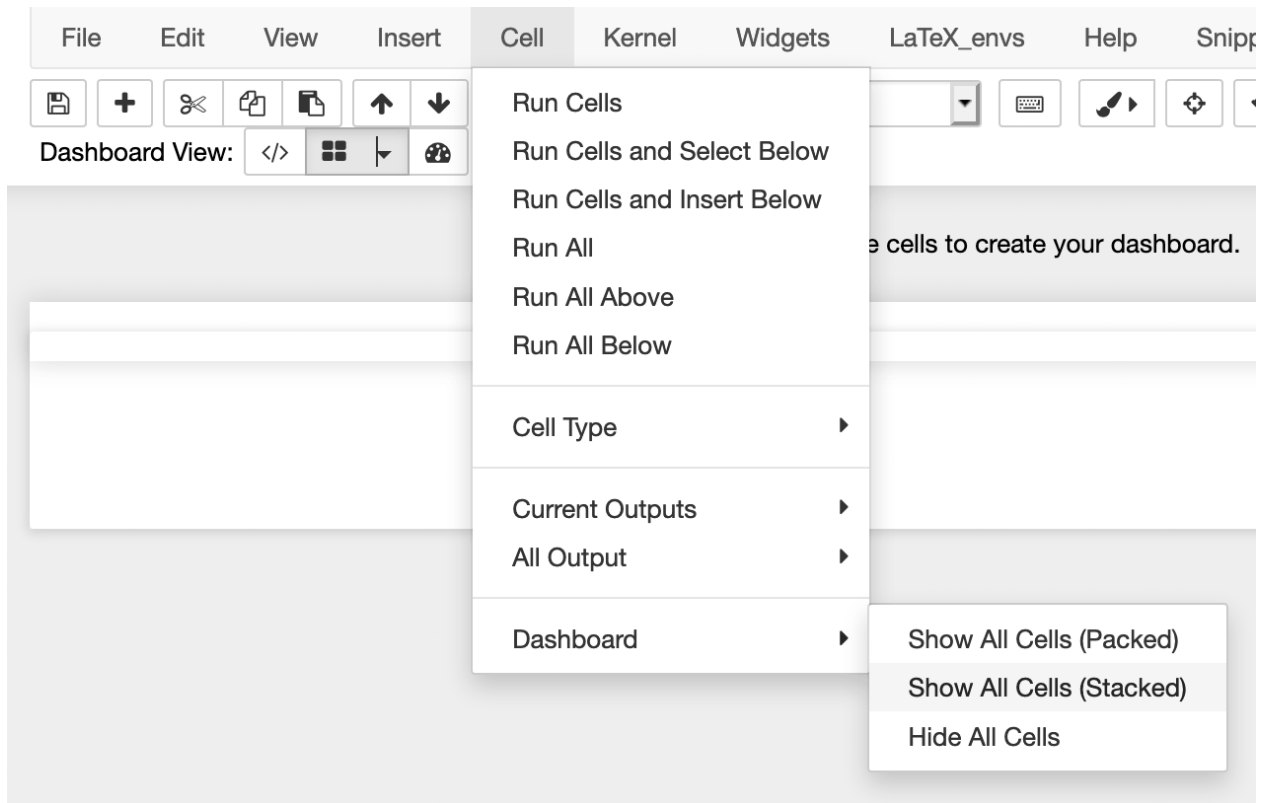 File Edit View Insert Cell Kernel Widgets LaTeX_envs Help
Dashboard View: </>
Run Cells
Run Cells and Select Below
Run Cells and Insert Below
cells to create your dashboard.
Run All
Run All Above
Run All Below
Cell Type
Current Outputs
All Output
Dashboard
Show All Cells (Packed)
Show All Cells (Stacked)
Hide All Cells